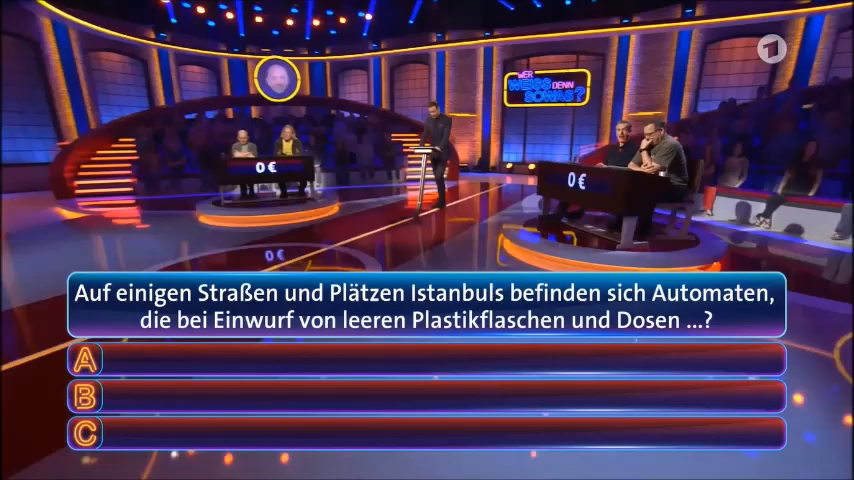 1
WER
WEISS DENN
SOWAS?
0 €
0 €
0 €
Auf einigen Straßen und Plätzen Istanbuls befinden sich Automaten,
die bei Einwurf von leeren Plastikflaschen und Dosen ...?
A
B
C